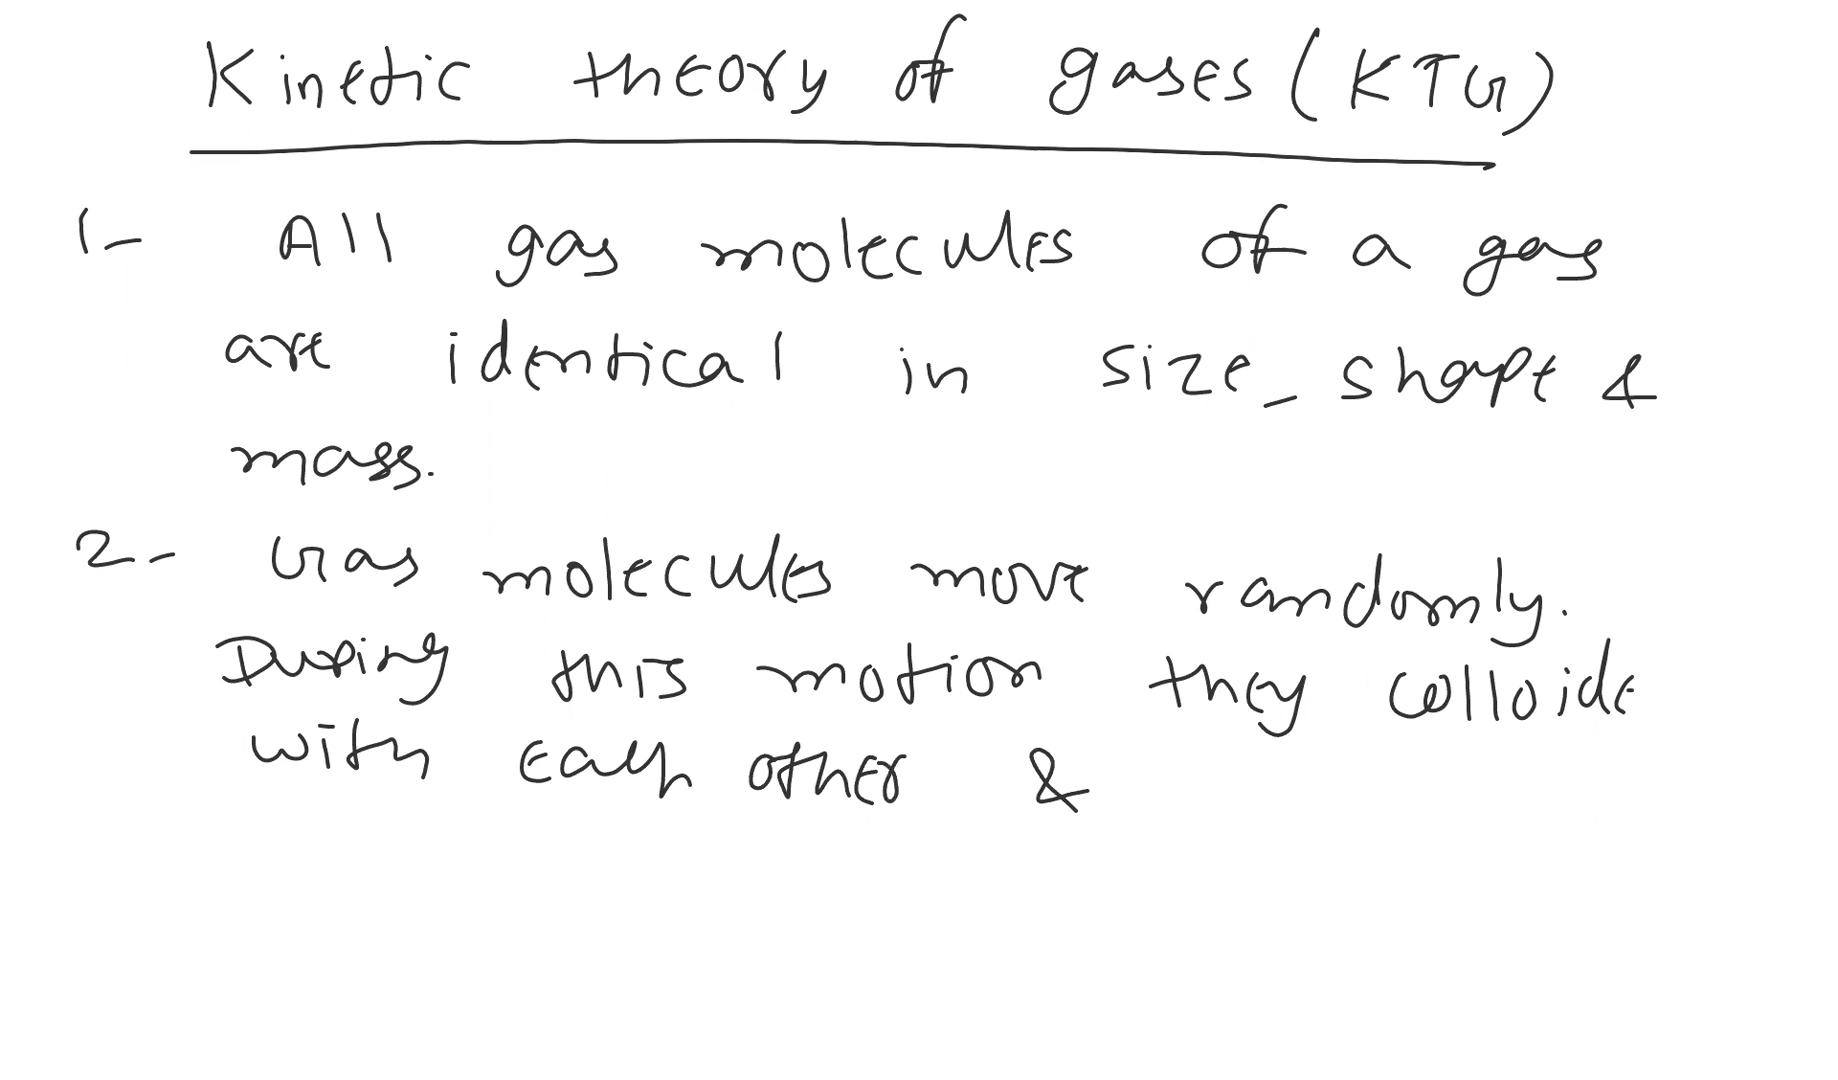 Kinetic theory of gases (KTG)
1- All gas molecules of a gas
are identical in size, shape &
mass.
2- Gas molecules move randomly.
During this motion they colloide
with each other &